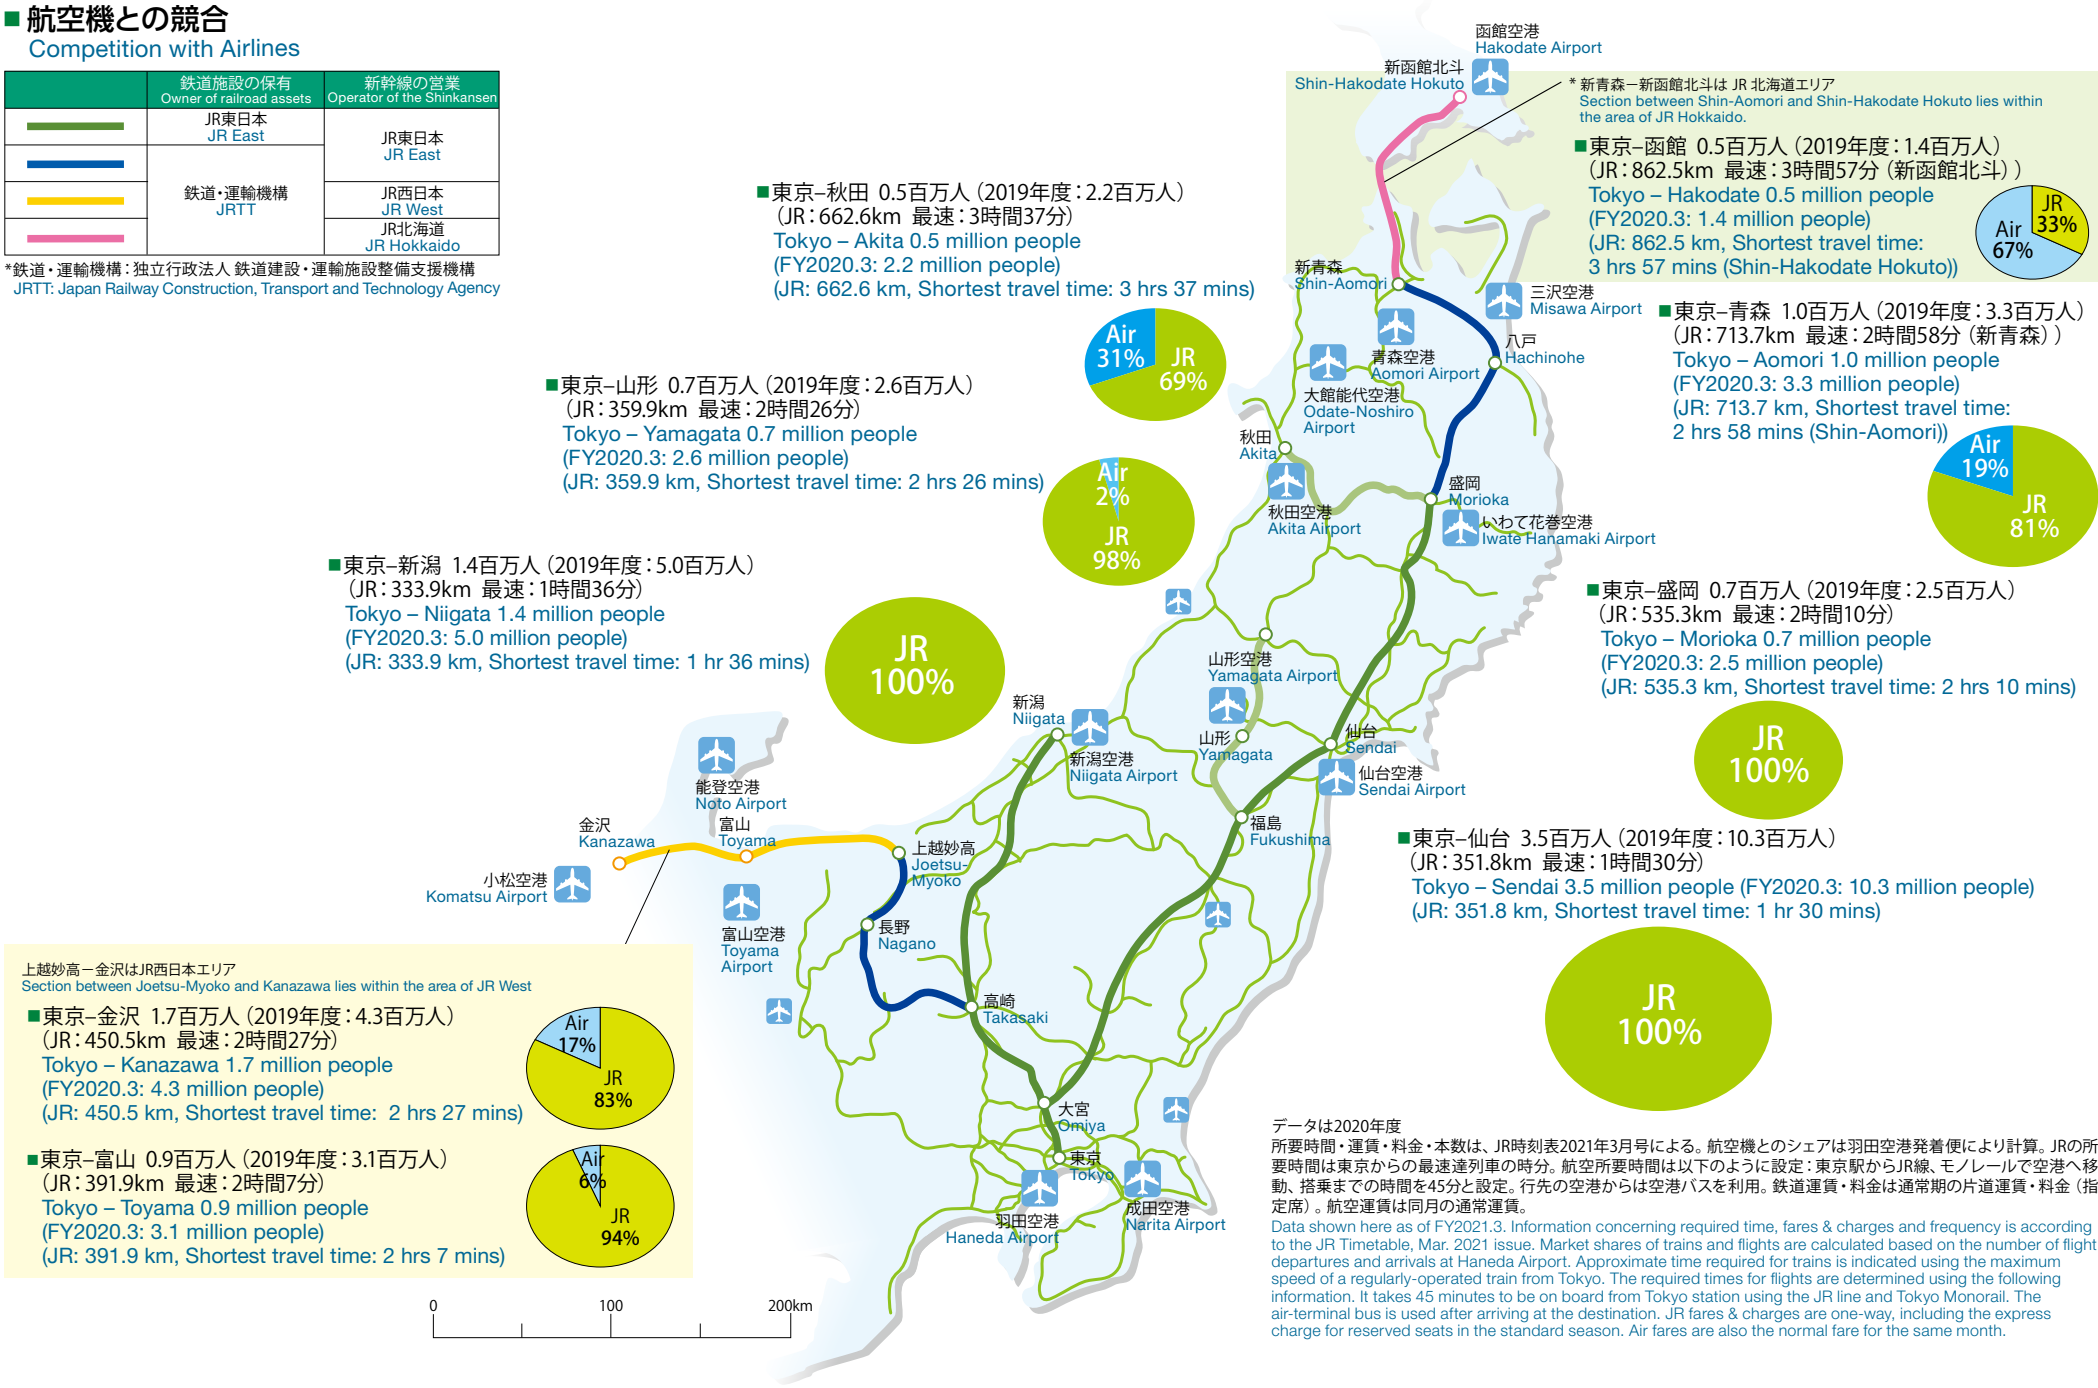 ■ 航空機との競合
Competition with Airlines
鉄道施設の保有
Owner of railroad assets
新幹線の営業
Operator of the Shinkansen
JR東日本
JR East
JR東日本
JR East
鉄道・運輸機構
JRTT
JR西日本
JR West
JR北海道
JR Hokkaido
*鉄道・運輸機構：独立行政法人 鉄道建設・運輸施設整備支援機構
JRTT: Japan Railway Construction, Transport and Technology Agency
函館空港
Hakodate Airport
新函館北斗
Shin-Hakodate Hokuto
* 新青森－新函館北斗は JR 北海道エリア
Section between Shin-Aomori and Shin-Hakodate Hokuto lies within
the area of JR Hokkaido.
■東京–函館 0.5百万人（2019年度：1.4百万人）
（JR：862.5km 最速：3時間57分（新函館北斗））
Tokyo – Hakodate 0.5 million people
(FY2020.3: 1.4 million people)
(JR: 862.5 km, Shortest travel time:
3 hrs 57 mins (Shin-Hakodate Hokuto))
JR
33%
Air
67%
■東京–秋田 0.5百万人（2019年度：2.2百万人）
（JR：662.6km 最速：3時間37分）
Tokyo – Akita 0.5 million people
(FY2020.3: 2.2 million people)
(JR: 662.6 km, Shortest travel time: 3 hrs 37 mins)
Air
31%
JR
69%
新青森
Shin-Aomori
三沢空港
Misawa Airport
青森空港
Aomori Airport
八戸
Hachinohe
大館能代空港
Odate-Noshiro
Airport
■東京–青森 1.0百万人（2019年度：3.3百万人）
（JR：713.7km 最速：2時間58分（新青森））
Tokyo – Aomori 1.0 million people
(FY2020.3: 3.3 million people)
(JR: 713.7 km, Shortest travel time:
2 hrs 58 mins (Shin-Aomori))
Air
19%
JR
81%
■東京–山形 0.7百万人（2019年度：2.6百万人）
（JR：359.9km 最速：2時間26分）
Tokyo – Yamagata 0.7 million people
(FY2020.3: 2.6 million people)
(JR: 359.9 km, Shortest travel time: 2 hrs 26 mins)
Air
2%
JR
98%
秋田
Akita
秋田空港
Akita Airport
盛岡
Morioka
いわて花巻空港
Iwate Hanamaki Airport
■東京–新潟 1.4百万人（2019年度：5.0百万人）
（JR：333.9km 最速：1時間36分）
Tokyo – Niigata 1.4 million people
(FY2020.3: 5.0 million people)
(JR: 333.9 km, Shortest travel time: 1 hr 36 mins)
JR
100%
■東京–盛岡 0.7百万人（2019年度：2.5百万人）
（JR：535.3km 最速：2時間10分）
Tokyo – Morioka 0.7 million people
(FY2020.3: 2.5 million people)
(JR: 535.3 km, Shortest travel time: 2 hrs 10 mins)
JR
100%
山形空港
Yamagata Airport
新潟
Niigata
新潟空港
Niigata Airport
山形
Yamagata
仙台
Sendai
仙台空港
Sendai Airport
能登空港
Noto Airport
金沢
Kanazawa
富山
Toyama
小松空港
Komatsu Airport
富山空港
Toyama
Airport
上越妙高
Joetsu-
Myoko
長野
Nagano
福島
Fukushima
■東京–仙台 3.5百万人（2019年度：10.3百万人）
（JR：351.8km 最速：1時間30分）
Tokyo – Sendai 3.5 million people (FY2020.3: 10.3 million people)
(JR: 351.8 km, Shortest travel time: 1 hr 30 mins)
JR
100%
上越妙高－金沢はJR西日本エリア
Section between Joetsu-Myoko and Kanazawa lies within the area of JR West
■東京–金沢 1.7百万人（2019年度：4.3百万人）
（JR：450.5km 最速：2時間27分）
Tokyo – Kanazawa 1.7 million people
(FY2020.3: 4.3 million people)
(JR: 450.5 km, Shortest travel time: 2 hrs 27 mins)
Air
17%
JR
83%
■東京–富山 0.9百万人（2019年度：3.1百万人）
（JR：391.9km 最速：2時間7分）
Tokyo – Toyama 0.9 million people
(FY2020.3: 3.1 million people)
(JR: 391.9 km, Shortest travel time: 2 hrs 7 mins)
Air
6%
JR
94%
高崎
Takasaki
大宮
Omiya
東京
Tokyo
羽田空港
Haneda Airport
成田空港
Narita Airport
0 100 200km
データは2020年度
所要時間・運賃・料金・本数は、JR時刻表2021年3月号による。航空機とのシェアは羽田空港発着便により計算。JRの所
要時間は東京からの最速達列車の時分。航空所要時間は以下のように設定：東京駅からJR線、モノレールで空港へ移
動、搭乗までの時間を45分と設定。行先の空港からは空港バスを利用。鉄道運賃・料金は通常期の片道運賃・料金（指
定席）。航空運賃は同月の通常運賃。
Data shown here as of FY2021.3. Information concerning required time, fares & charges and frequency is according
to the JR Timetable, Mar. 2021 issue. Market shares of trains and flights are calculated based on the number of flight
departures and arrivals at Haneda Airport. Approximate time required for trains is indicated using the maximum
speed of a regularly-operated train from Tokyo. The required times for flights are determined using the following
information. It takes 45 minutes to be on board from Tokyo station using the JR line and Tokyo Monorail. The
air-terminal bus is used after arriving at the destination. JR fares & charges are one-way, including the express
charge for reserved seats in the standard season. Air fares are also the normal fare for the same month.